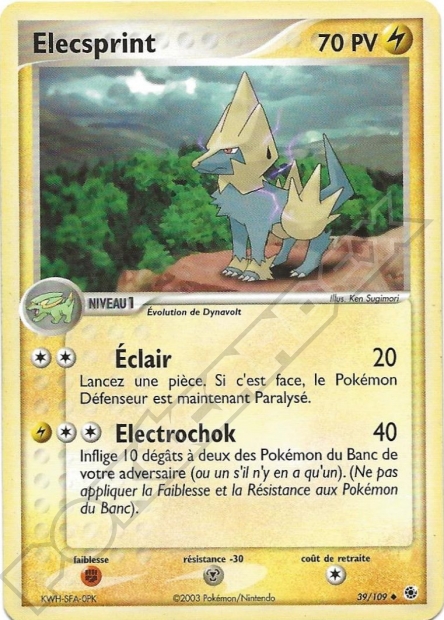 Elecsprint 70 PV
Illus. Ken Sugimori
NIVEAU 1
Évolution de Dynavolt
Éclair 20
Lancez une pièce. Si c'est face, le Pokémon
Défenseur est maintenant Paralysé.
Electrochok 40
Inflige 10 dégâts à deux des Pokémon du Banc de
votre adversaire (ou un s'il n'y en a qu'un). (Ne pas
appliquer la Faiblesse et la Résistance aux Pokémon
du Banc).
faiblesse résistance -30 coût de retraite
KWH-SFA-0PK ©2003 Pokémon/Nintendo 39/109